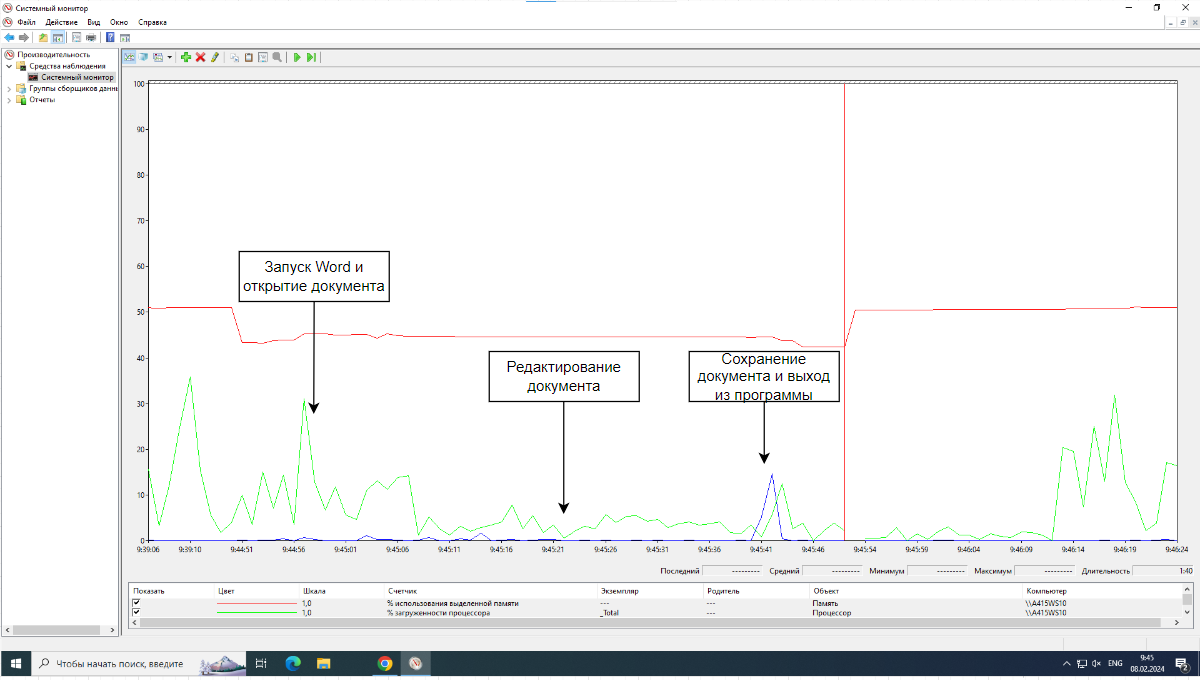 Системный монитор
Файл Действие Вид Окно Справка
Производительность
Средства наблюдения
Системный монитор
Группы сборщиков данны
Отчеты
100
90
80
70
60
50
40
30
20
10
0
Запуск Word и
открытие документа
Редактирование
документа
Сохранение
документа и выход
из программы
9:39:06 9:39:10 9:44:51 9:44:56 9:45:01 9:45:06 9:45:11 9:45:16 9:45:21 9:45:26 9:45:31 9:45:36 9:45:41 9:45:46 9:45:54 9:45:59 9:46:04 9:46:09 9:46:14 9:46:19 9:46:24
Последний --------- Средний --------- Минимум --------- Максимум --------- Длительность 1:40
Показать Цвет Шкала Счетчик Экземпляр Родитель Объект Компьютер
1,0 % использования выделенной памяти --- --- Память \\A415WS10
1,0 % загруженности процессора _Total --- Процессор \\A415WS10
Чтобы начать поиск, введите
ENG
9:45
08.02.2024
2